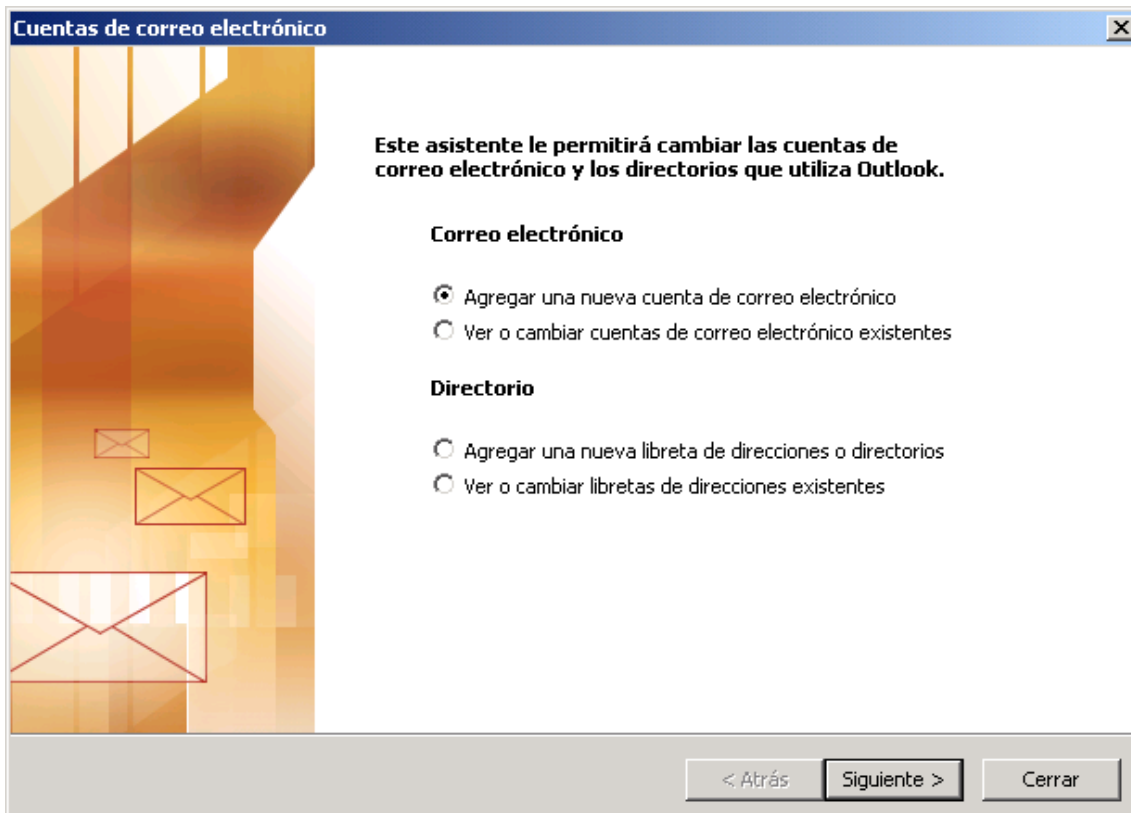 Cuentas de correo electrónico
Este asistente le permitirá cambiar las cuentas de
correo electrónico y los directorios que utiliza Outlook.
Correo electrónico
Agregar una nueva cuenta de correo electrónico
Ver o cambiar cuentas de correo electrónico existentes
Directorio
Agregar una nueva libreta de direcciones o directorios
Ver o cambiar libretas de direcciones existentes
< Atrás
Siguiente >
Cerrar